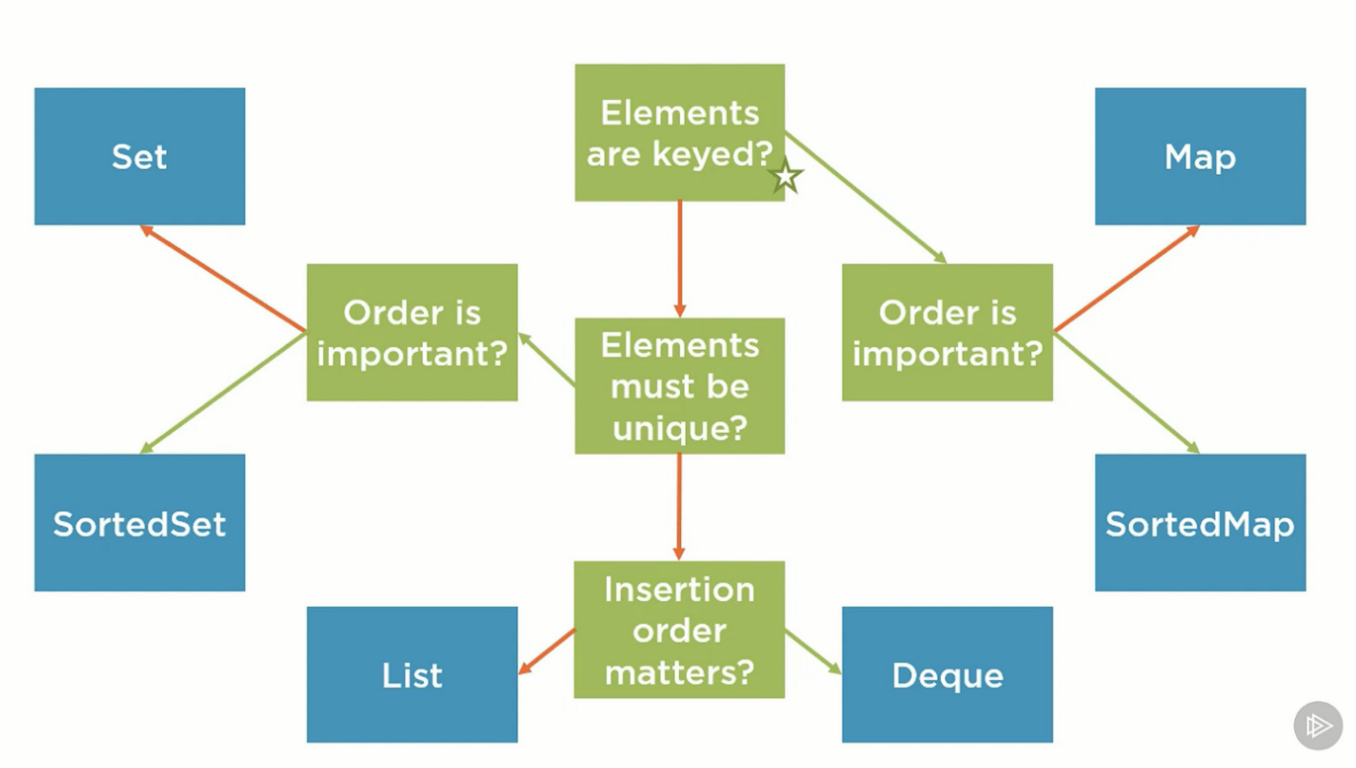 Elements
are keyed?
Set
Map
Order is
important?
Elements
must be
unique?
Order is
important?
SortedSet
SortedMap
Insertion
order
matters?
List
Deque